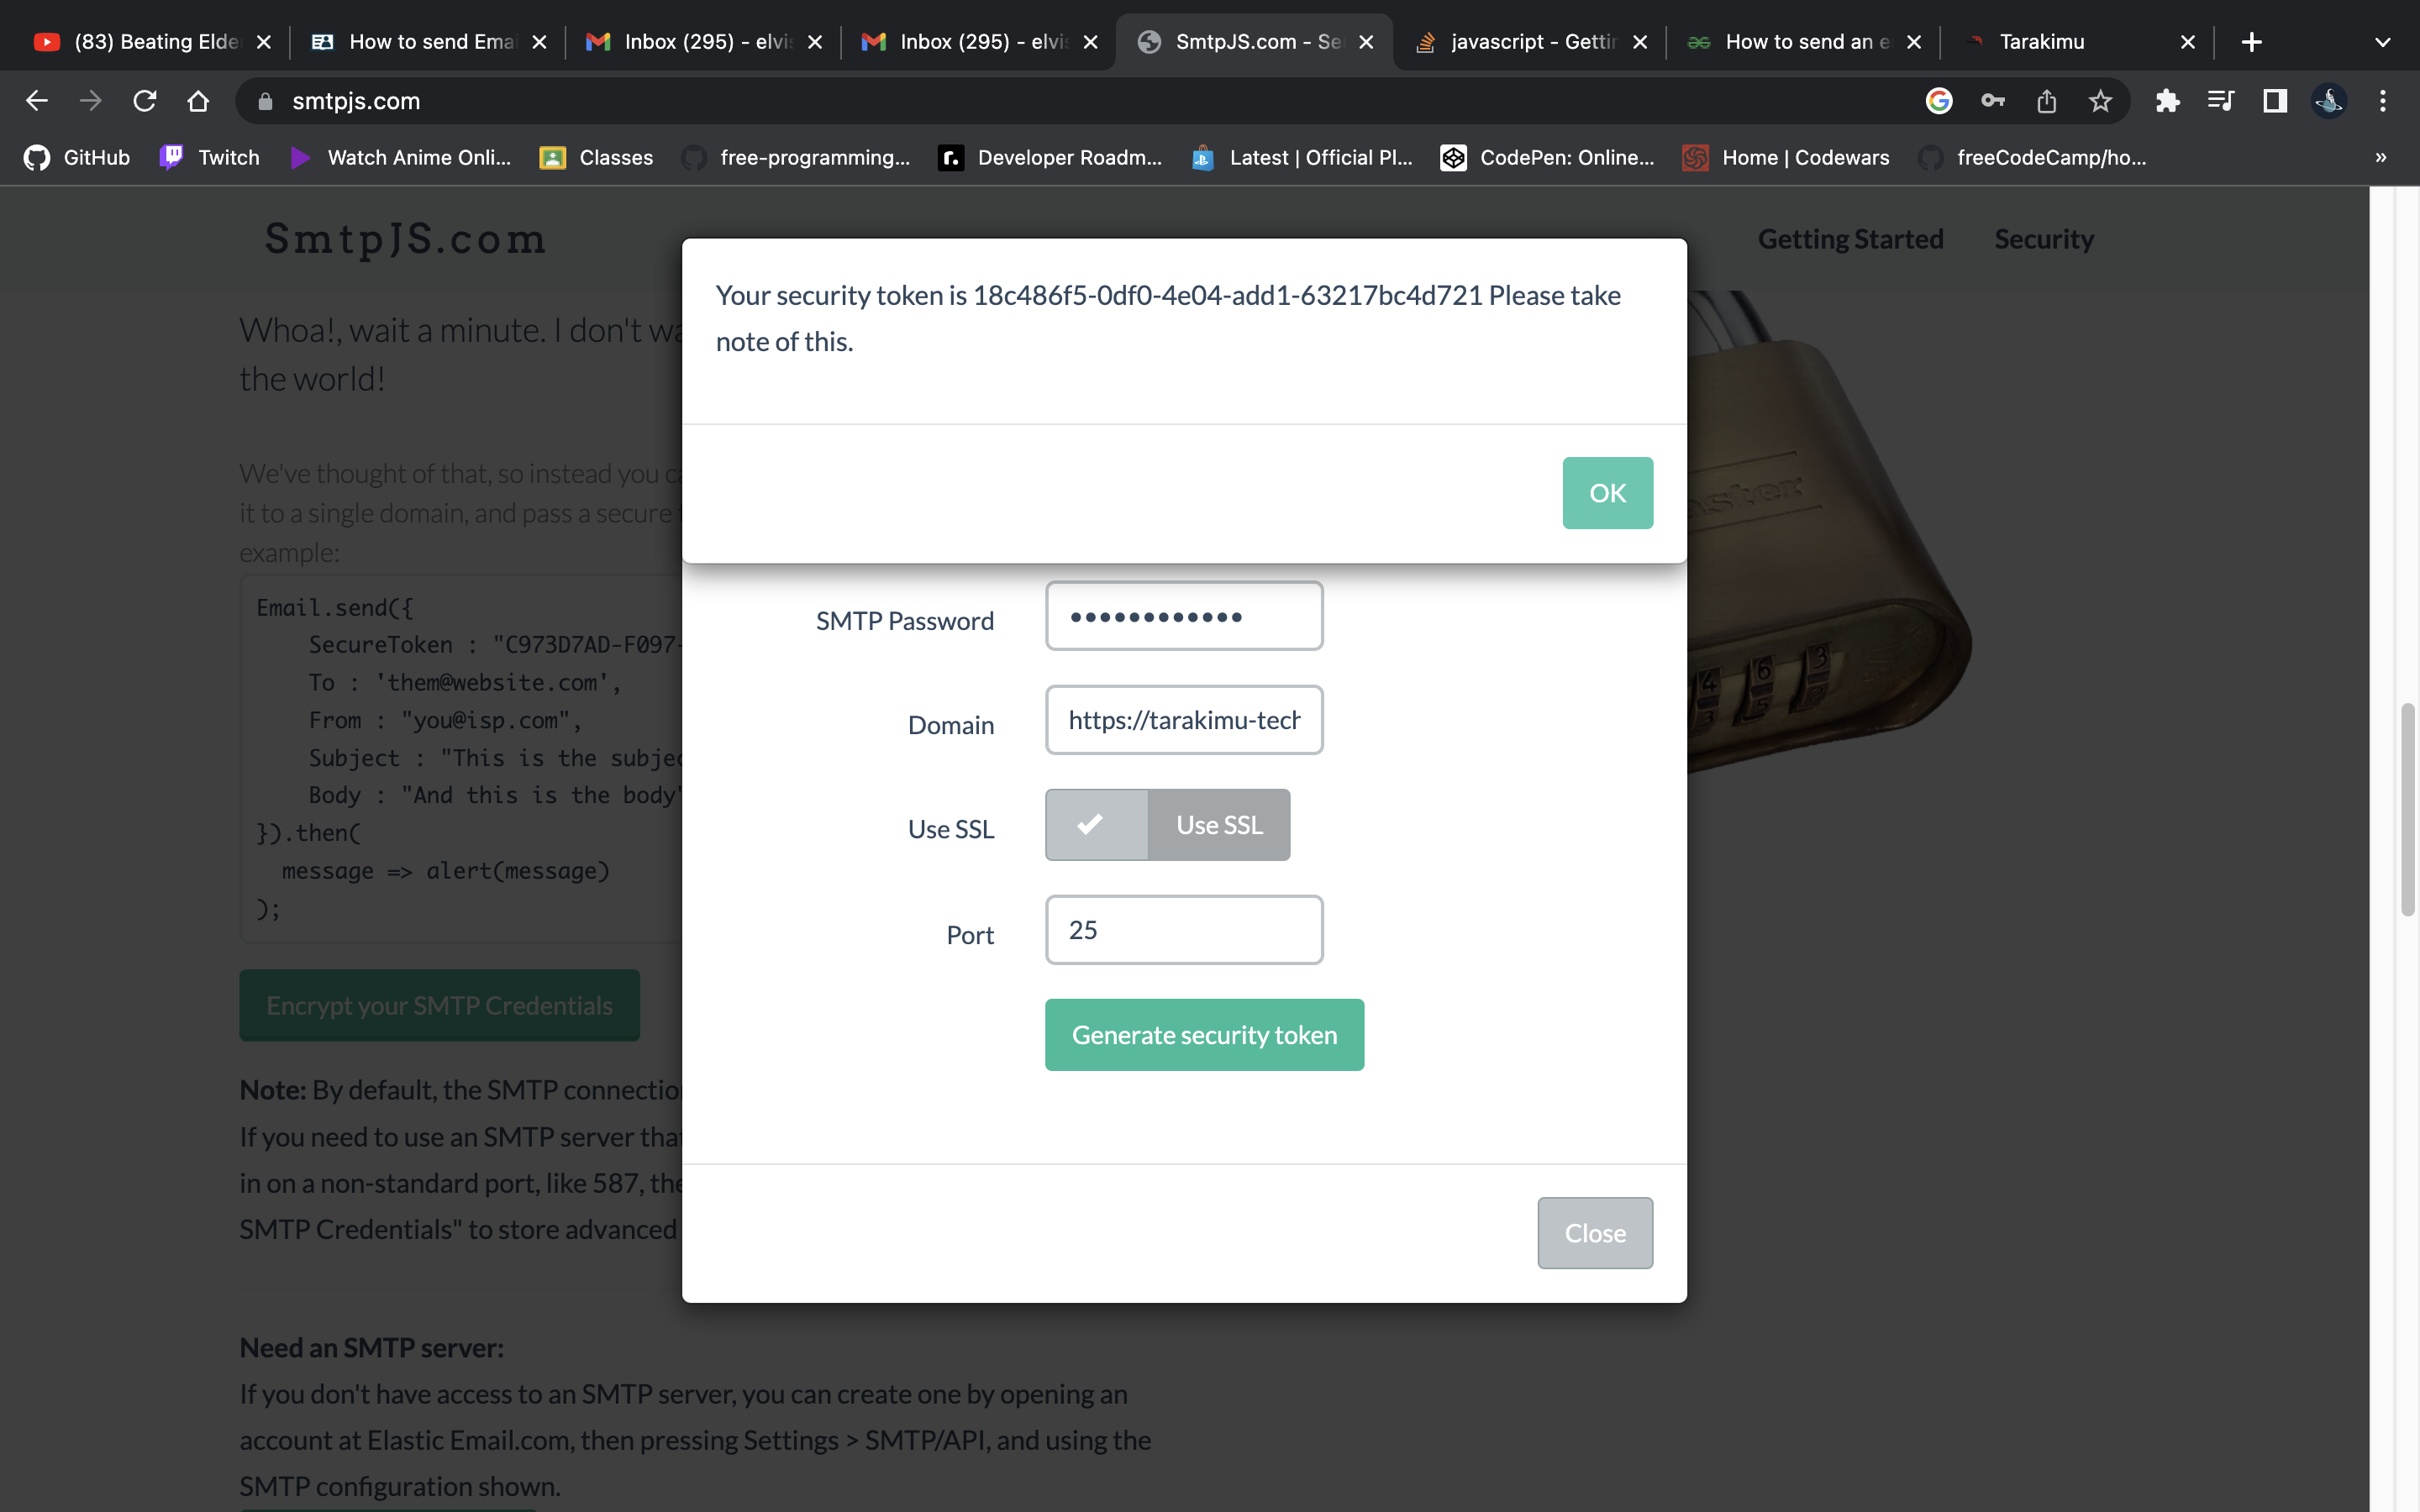 (83) Beating Elde
How to send Emai
Inbox (295) - elvis
Inbox (295) - elvis
SmtpJS.com - Se
javascript - Gettin
How to send an e
Tarakimu
smtpjs.com
GitHub
Twitch
Watch Anime Onli...
Classes
free-programming...
Developer Roadm...
Latest | Official Pl...
CodePen: Online...
Home | Codewars
freeCodeCamp/ho...
»
SmtpJS.com
Getting Started
Security
Your security token is 18c486f5-0df0-4e04-add1-63217bc4d721 Please take
note of this.
OK
SMTP Password
Domain
https://tarakimu-tech
Use SSL
Use SSL
Port
25
Generate security token
Close
Whoa!, wait a minute. I don't wa
the world!
We've thought of that, so instead you ca
it to a single domain, and pass a secure
example:
Email.send({
SecureToken : "C973D7AD-F097-
To : 'them@website.com',
From : "you@isp.com",
Subject : "This is the subjec
Body : "And this is the body"
}).then(
message => alert(message)
);
Encrypt your SMTP Credentials
Note: By default, the SMTP connection
If you need to use an SMTP server that
in on a non-standard port, like 587, the
SMTP Credentials" to store advanced
Need an SMTP server:
If you don't have access to an SMTP server, you can create one by opening an
account at Elastic Email.com, then pressing Settings > SMTP/API, and using the
SMTP configuration shown.